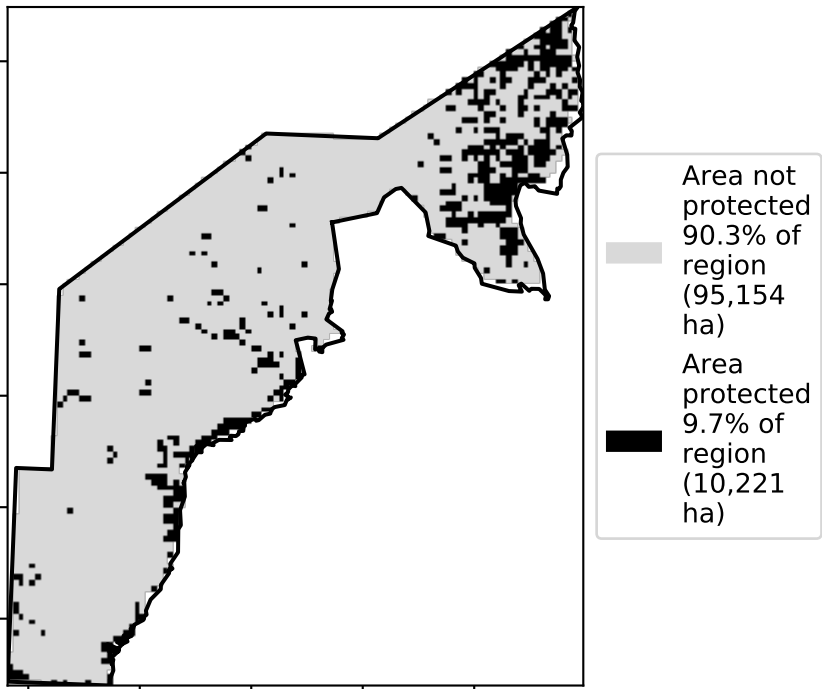 Area not
protected
90.3% of
region
(95,154
ha)
Area
protected
9.7% of
region
(10,221
ha)